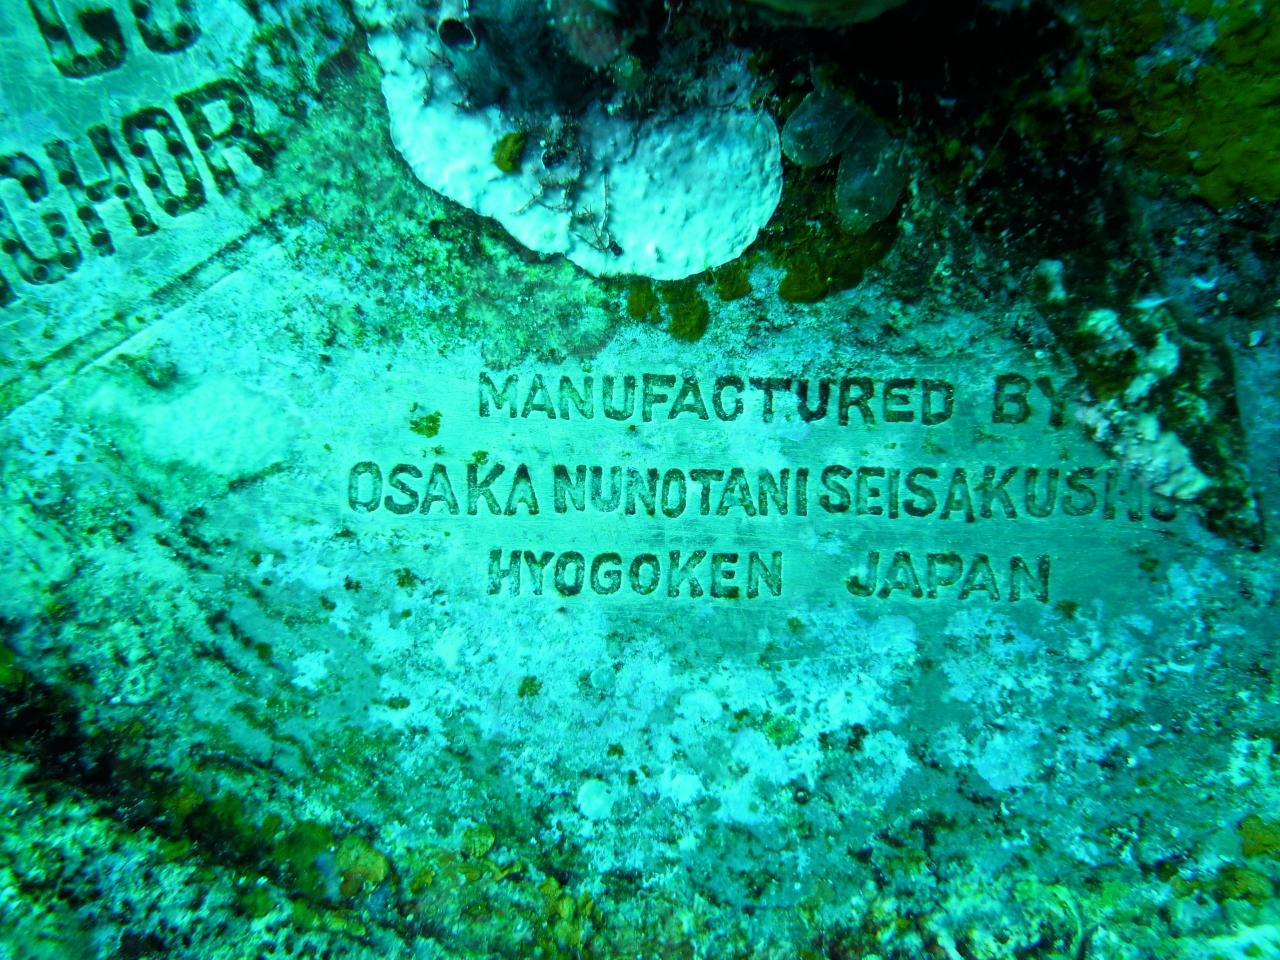 MANUFACTURED BY
OSAKA NUNOTANI SEISAKUSHO
HYOGOKEN JAPAN